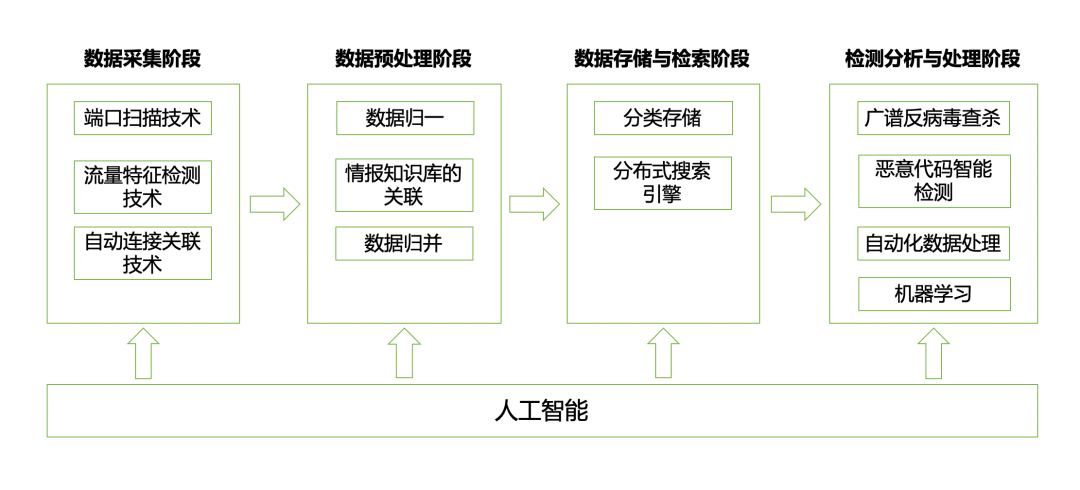 数据采集阶段
端口扫描技术
流量特征检测
技术
自动连接关联
技术
数据预处理阶段
数据归一
情报知识库的
关联
数据归并
数据存储与检索阶段
分类存储
分布式搜索
引擎
检测分析与处理阶段
广谱反病毒查杀
恶意代码智能
检测
自动化数据处理
机器学习
人工智能